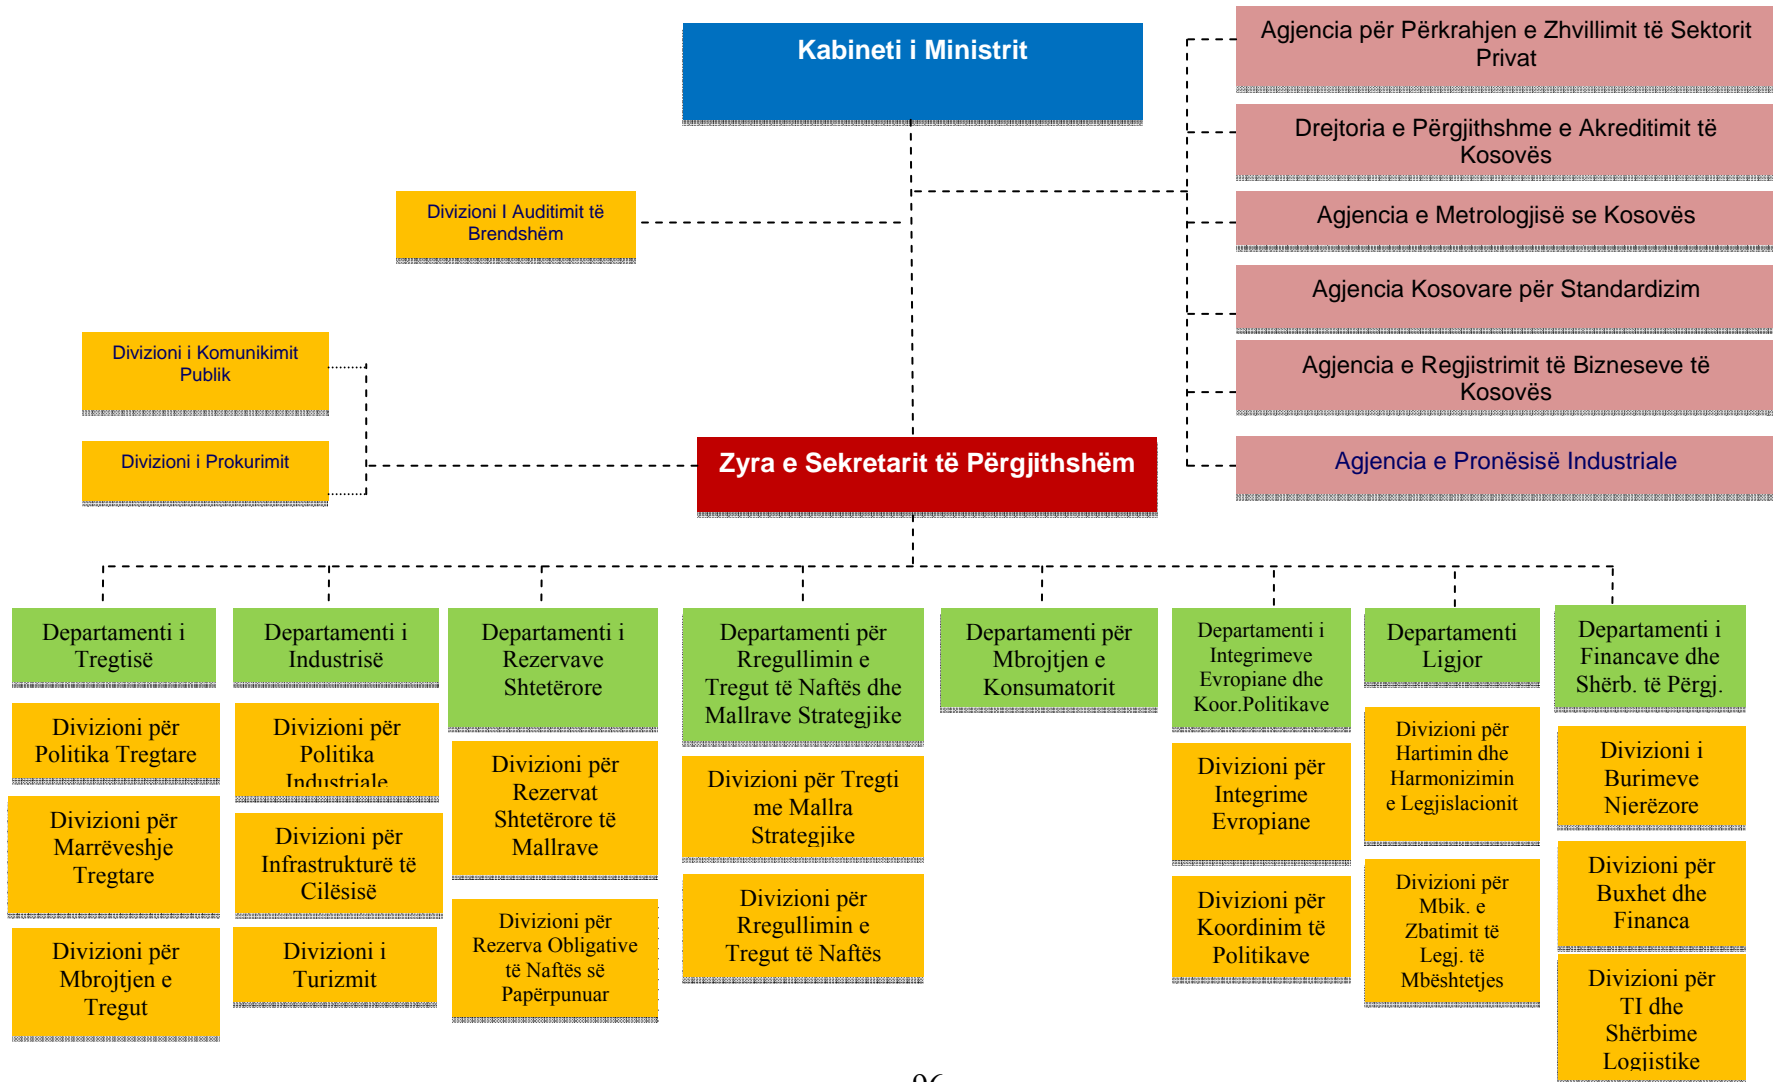 Kabineti i Ministrit
Agjencia për Përkrahjen e Zhvillimit të Sektorit
Privat
Drejtoria e Përgjithshme e Akreditimit të
Kosovës
Agjencia e Metrologjisë se Kosovës
Agjencia Kosovare për Standardizim
Agjencia e Regjistrimit të Bizneseve të
Kosovës
Agjencia e Pronësisë Industriale
Divizioni I Auditimit të
Brendshëm
Divizioni i Komunikimit
Publik
Divizioni i Prokurimit
Zyra e Sekretarit të Përgjithshëm
Departamenti i
Tregtisë
Divizioni për
Politika Tregtare
Divizioni për
Marrëveshje
Tregtare
Divizioni për
Mbrojtjen e
Tregut
Departamenti i
Industrisë
Divizioni për
Politika
Industriale
Divizioni për
Infrastrukturë të
Cilësisë
Divizioni i
Turizmit
Departamenti i
Rezervave
Shtetërore
Divizioni për
Rezervat
Shtetërore të
Mallrave
Divizioni për
Rezerva Obligative
të Naftës së
Papërpunuar
Departamenti për
Rregullimin e
Tregut të Naftës dhe
Mallrave Strategjike
Divizioni për Tregti
me Mallra
Strategjike
Divizioni për
Rregullimin e
Tregut të Naftës
Departamenti për
Mbrojtjen e
Konsumatorit
Departamenti i
Integrimeve
Evropiane dhe
Koor.Politikave
Divizioni për
Integrime
Evropiane
Divizioni për
Koordinim të
Politikave
Departamenti
Ligjor
Divizioni për
Hartimin dhe
Harmonizimin
e Legjislacionit
Divizioni për
Mbik. e
Zbatimit të
Legj. të
Mbështetjes
Departamenti i
Financave dhe
Shërb. të Përgj.
Divizioni i
Burimeve
Njerëzore
Divizioni për
Buxhet dhe
Financa
Divizioni për
TI dhe
Shërbime
Logjistike